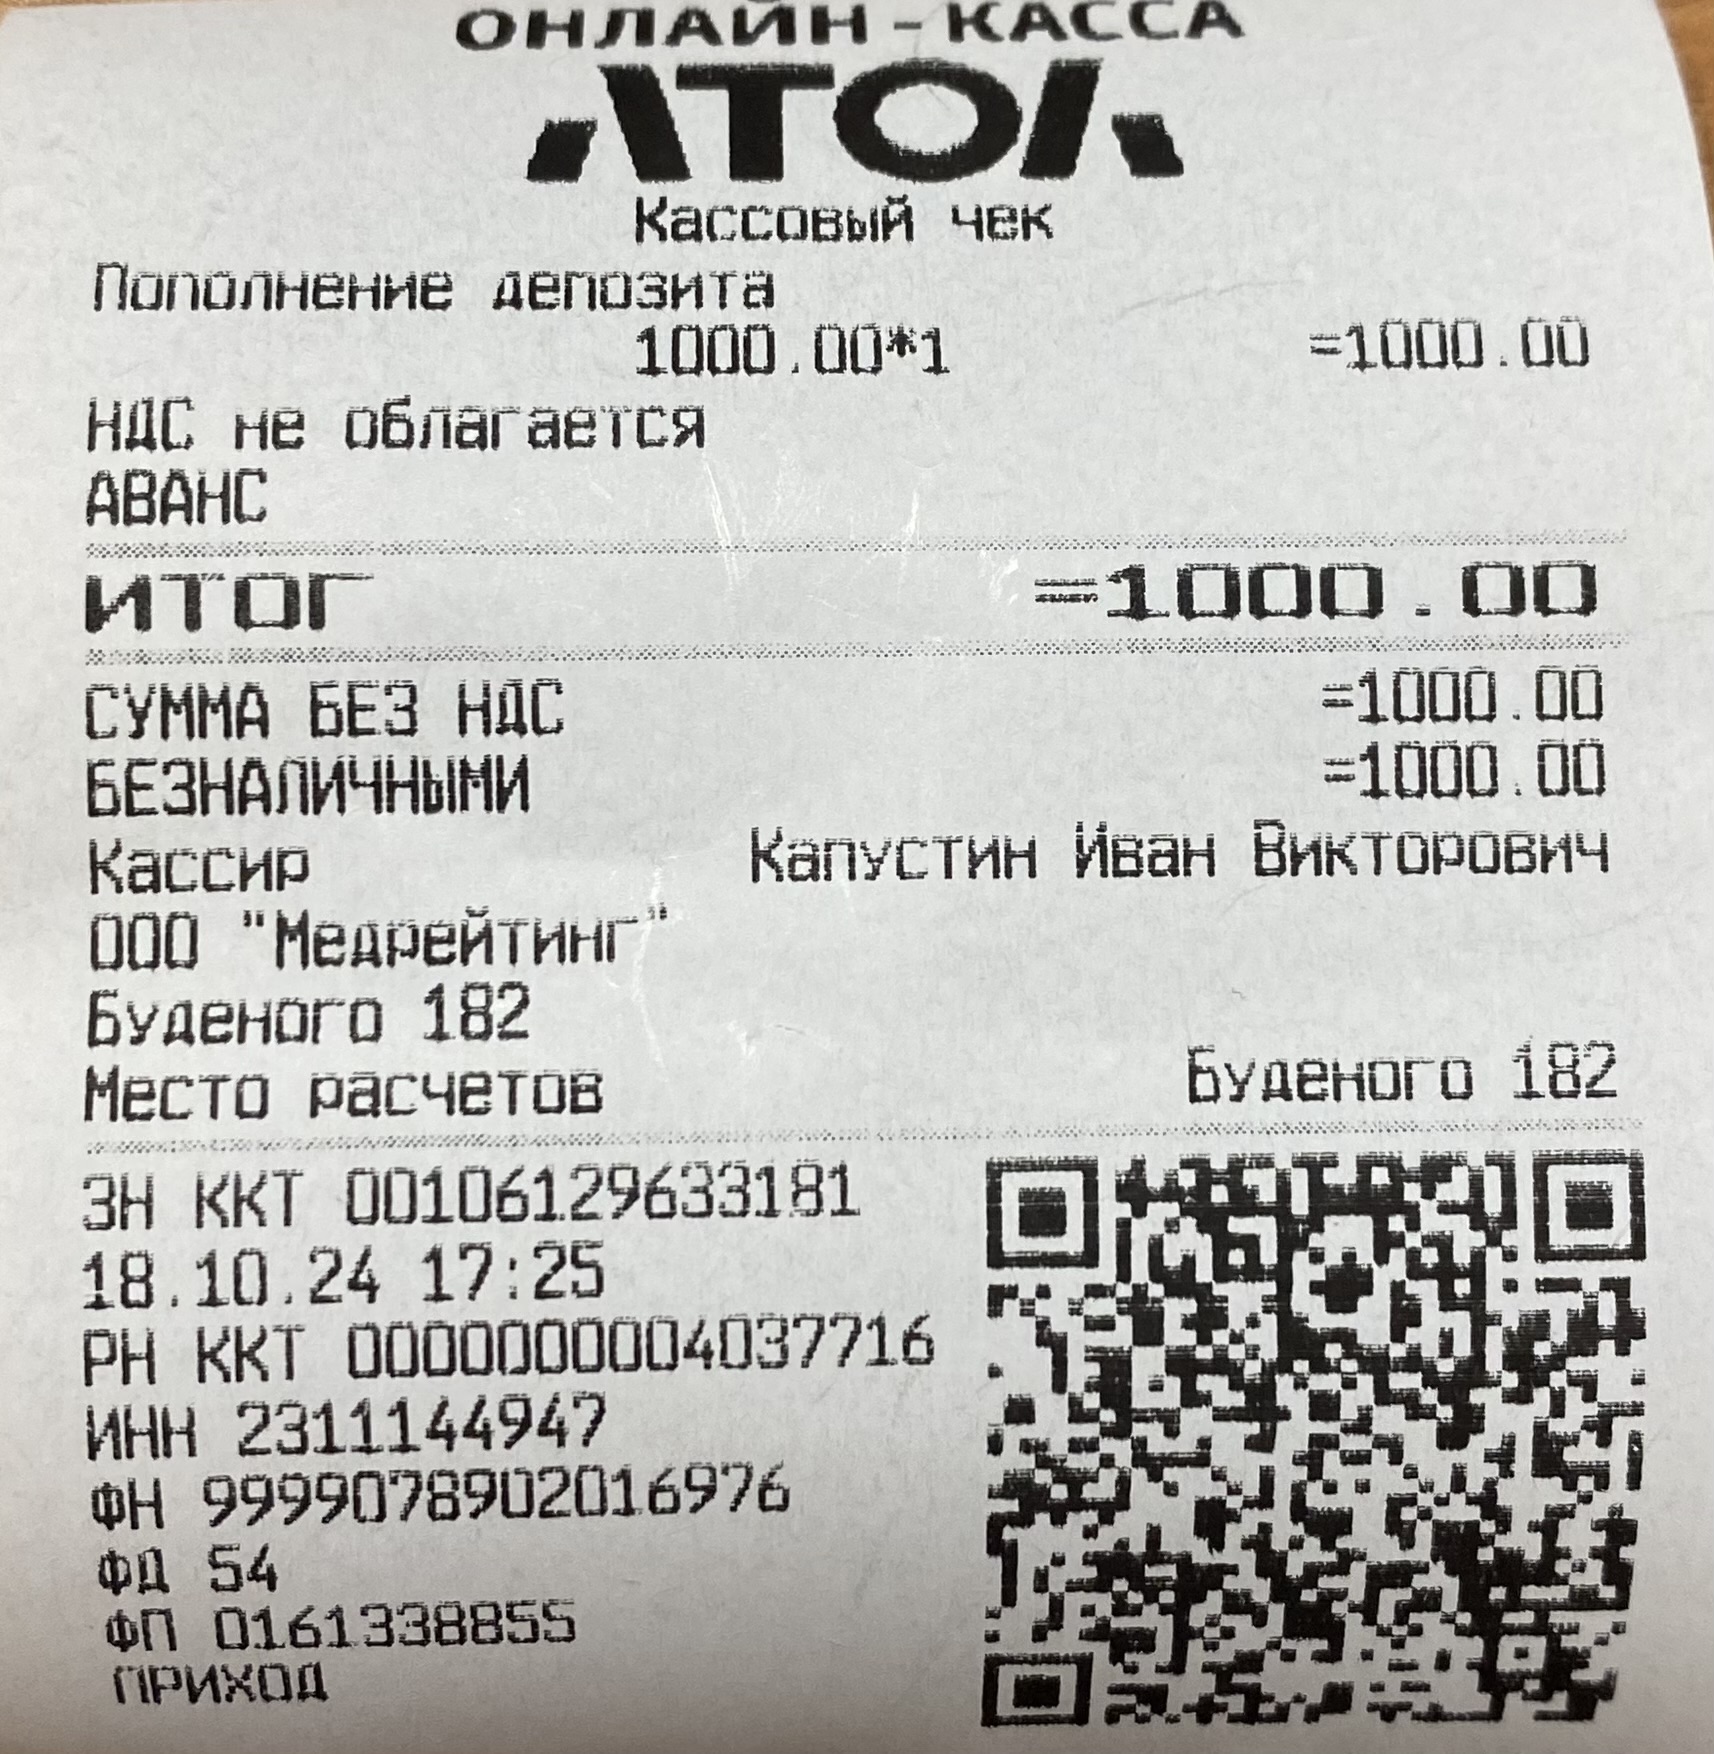 ОНЛАЙН-КАССА
АТОЛ
Кассовый чек
Пополнение депозита
1000.00*1 =1000.00
НДС не облагается
АВАНС
ИТОГ =1000.00
СУММА БЕЗ НДС =1000.00
БЕЗНАЛИЧНЫМИ =1000.00
Кассир Капустин Иван Викторович
ООО "Медрейтинг"
Буденого 182
Место расчетов Буденого 182
ЗН ККТ 00106129633181
18.10.24 17:25
РН ККТ 0000000004037716
ИНН 2311144947
ФН 9999078902016976
ФД 54
ФП 0161338855
ПРИХОД